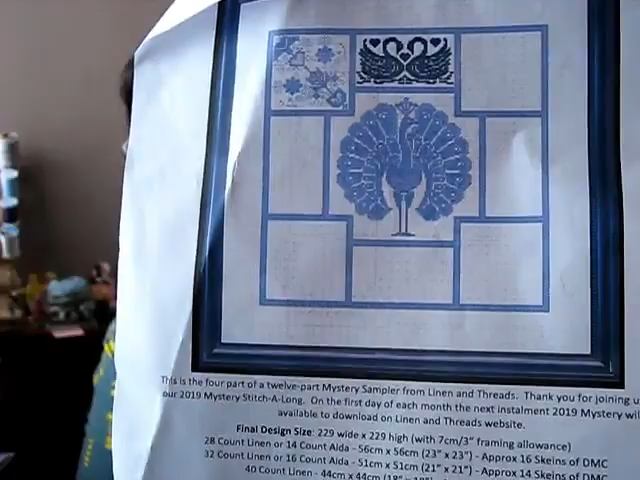 This is the four part of a twelve-part Mystery Sampler from Linen and Threads. Thank you for joining
our 2019 Mystery Stitch-A-Long. On the first day of each month the next instalment 2019 Mystery will
available to download on Linen and Threads website.
Final Design Size: 229 wide x 229 high (with 7cm/3" framing allowance)
28 Count Linen or 14 Count Aida - 56cm x 56cm (23" x 23") - Approx 16 Skeins of DMC
32 Count Linen or 16 Count Aida - 51cm x 51cm (21" x 21") - Approx 14 Skeins of DMC
40 Count Linen - 44cm x 44cm